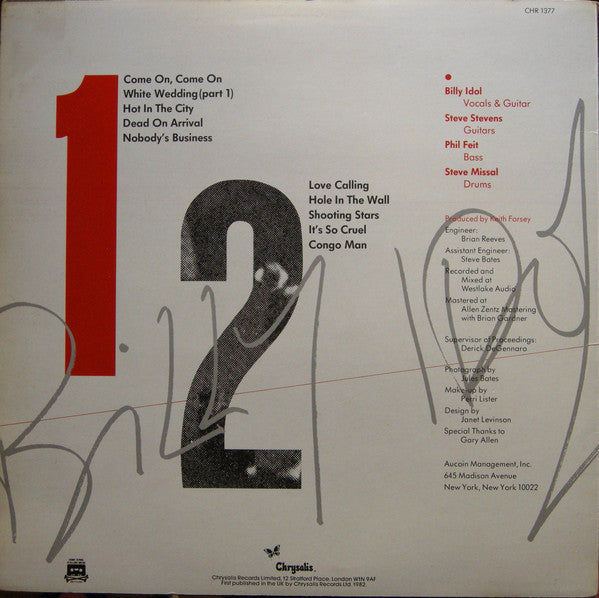 CHR 1377
1
Come On, Come On
White Wedding (part 1)
Hot In The City
Dead On Arrival
Nobody's Business
2
Love Calling
Hole In The Wall
Shooting Stars
It's So Cruel
Congo Man
Billy Idol
Billy Idol
Vocals & Guitar
Steve Stevens
Guitars
Phil Feit
Bass
Steve Missal
Drums
Produced by Keith Forsey
Engineer:
Brian Reeves
Assistant Engineer:
Steve Bates
Recorded and
Mixed at
Westlake Audio
Mastered at
Allen Zentz Mastering
with Brian Gardner
Supervisor of Proceedings:
Derick DeGennaro
Photograph by
Jules Bates
Make-up by
Perri Lister
Design by
Janet Levinson
Special Thanks to
Gary Allen
Aucoin Management, Inc.
645 Madison Avenue
New York, New York 10022
Chrysalis
Chrysalis Records Limited, 12 Stratford Place, London W1N 9AF
First published in the UK by Chrysalis Records Ltd. 1982.